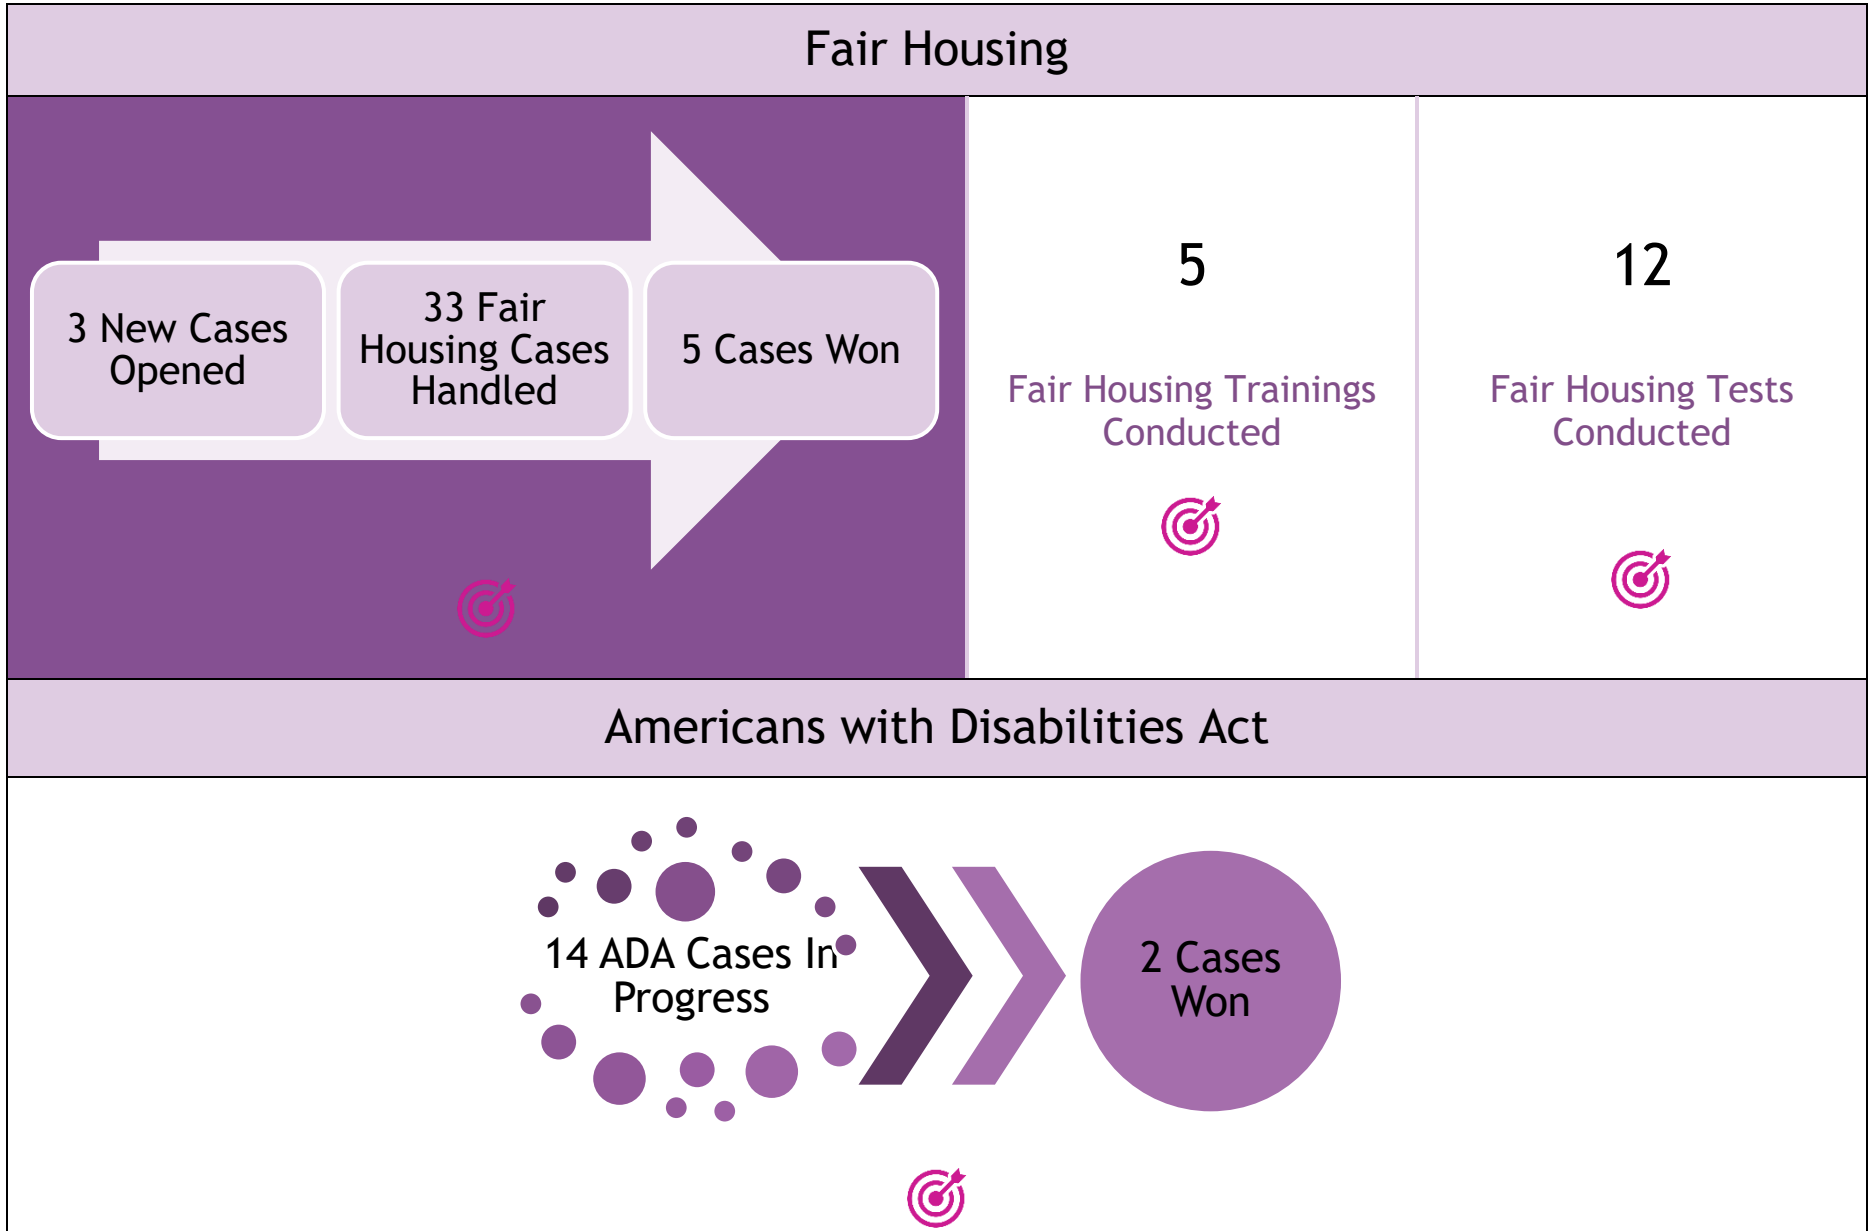 Fair Housing
3 New Cases
Opened
33 Fair
Housing Cases
Handled
5 Cases Won
5
Fair Housing Trainings
Conducted
12
Fair Housing Tests
Conducted
Americans with Disabilities Act
14 ADA Cases In
Progress
2 Cases
Won